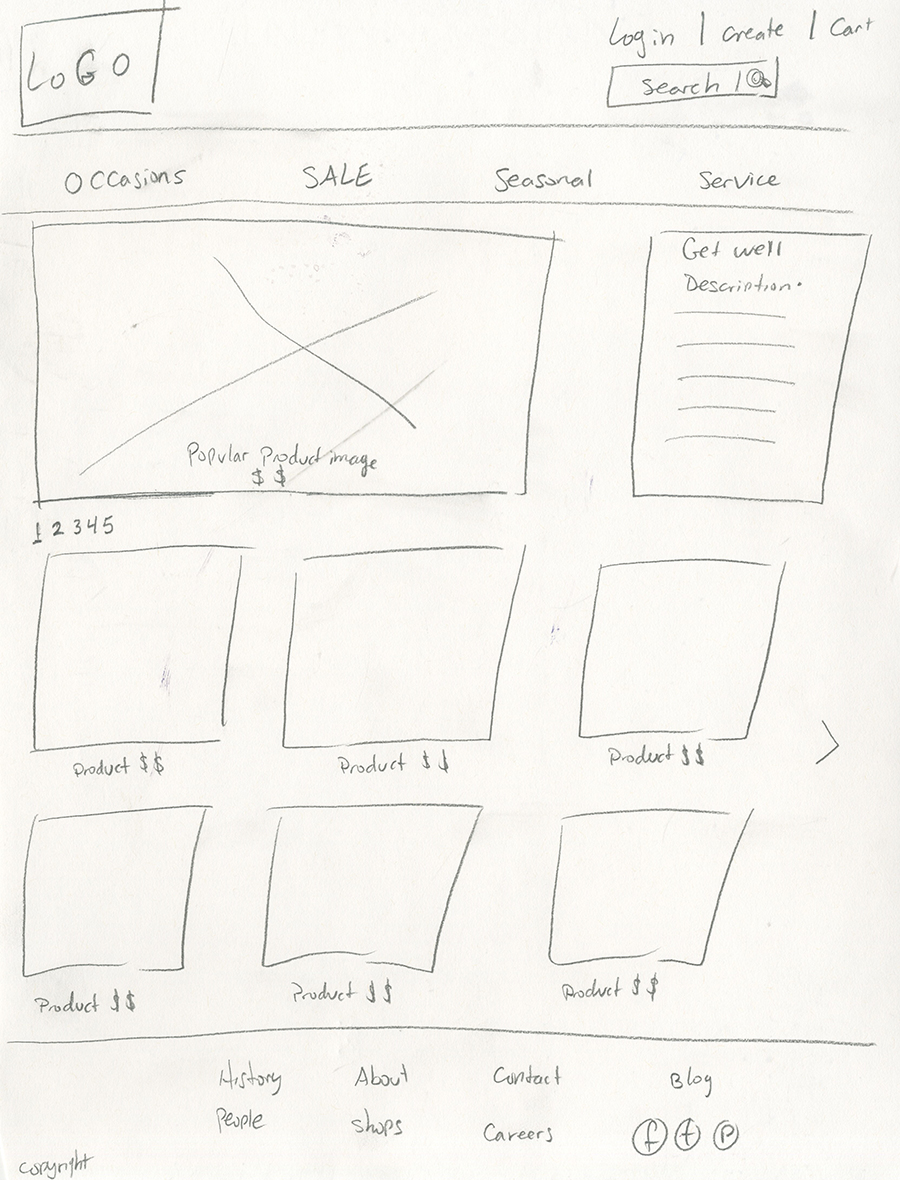 LOGO
Login | Create | Cart
Search |
Occasions SALE Seasonal Service
Get well
Description.
Popular Product image
$ $
1 2 3 4 5
Product $$ Product $$ Product $$
Product $$ Product $$ Product $$
History About Contact Blog
People shops Careers f t p
copyright